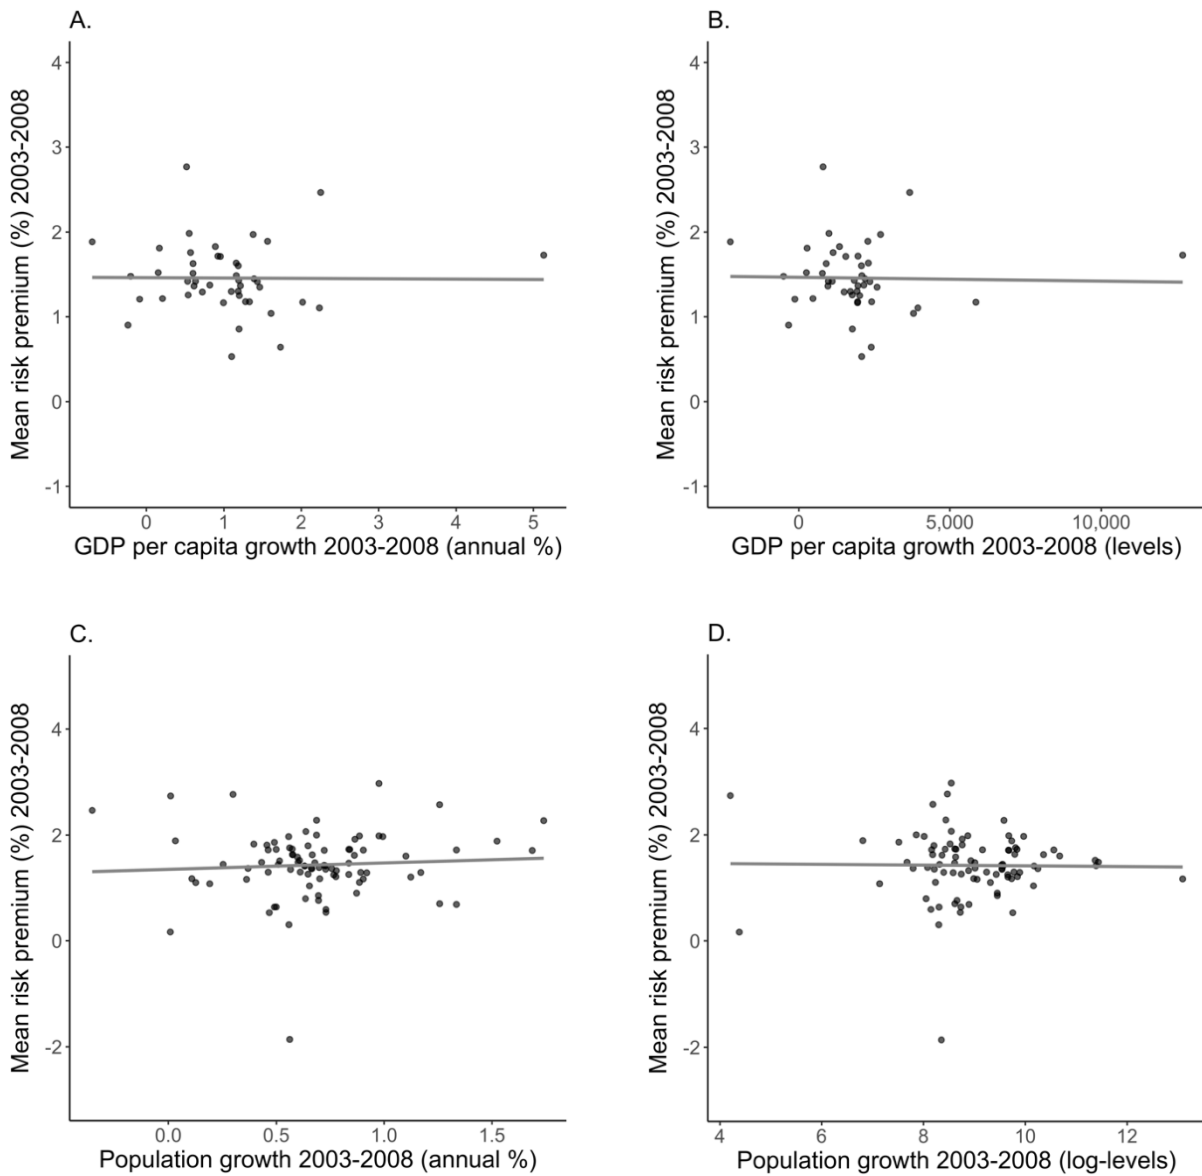 A.
Mean risk premium (%) 2003-2008
4
3
2
1
0
-1
0 1 2 3 4 5
GDP per capita growth 2003-2008 (annual %)
B.
Mean risk premium (%) 2003-2008
4
3
2
1
0
-1
0 5,000 10,000
GDP per capita growth 2003-2008 (levels)
C.
Mean risk premium (%) 2003-2008
4
2
0
-2
0.0 0.5 1.0 1.5
Population growth 2003-2008 (annual %)
D.
Mean risk premium (%) 2003-2008
4
2
0
-2
4 6 8 10 12
Population growth 2003-2008 (log-levels)